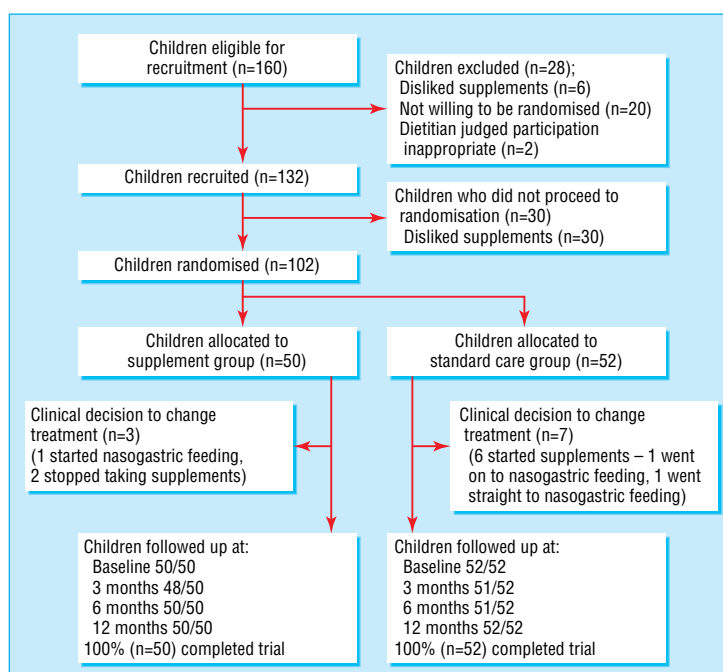 Children eligible for
recruitment (n=160)
Children excluded (n=28);
Disliked supplements (n=6)
Not willing to be randomised (n=20)
Dietitian judged participation
inappropriate (n=2)
Children recruited (n=132)
Children who did not proceed to
randomisation (n=30)
Disliked supplements (n=30)
Children randomised (n=102)
Children allocated to
supplement group (n=50)
Children allocated to
standard care group (n=52)
Clinical decision to change
treatment (n=3)
(1 started nasogastric feeding,
2 stopped taking supplements)
Clinical decision to change
treatment (n=7)
(6 started supplements – 1 went
on to nasogastric feeding, 1 went
straight to nasogastric feeding)
Children followed up at:
Baseline 50/50
3 months 48/50
6 months 50/50
12 months 50/50
100% (n=50) completed trial
Children followed up at:
Baseline 52/52
3 months 51/52
6 months 51/52
12 months 52/52
100% (n=52) completed trial